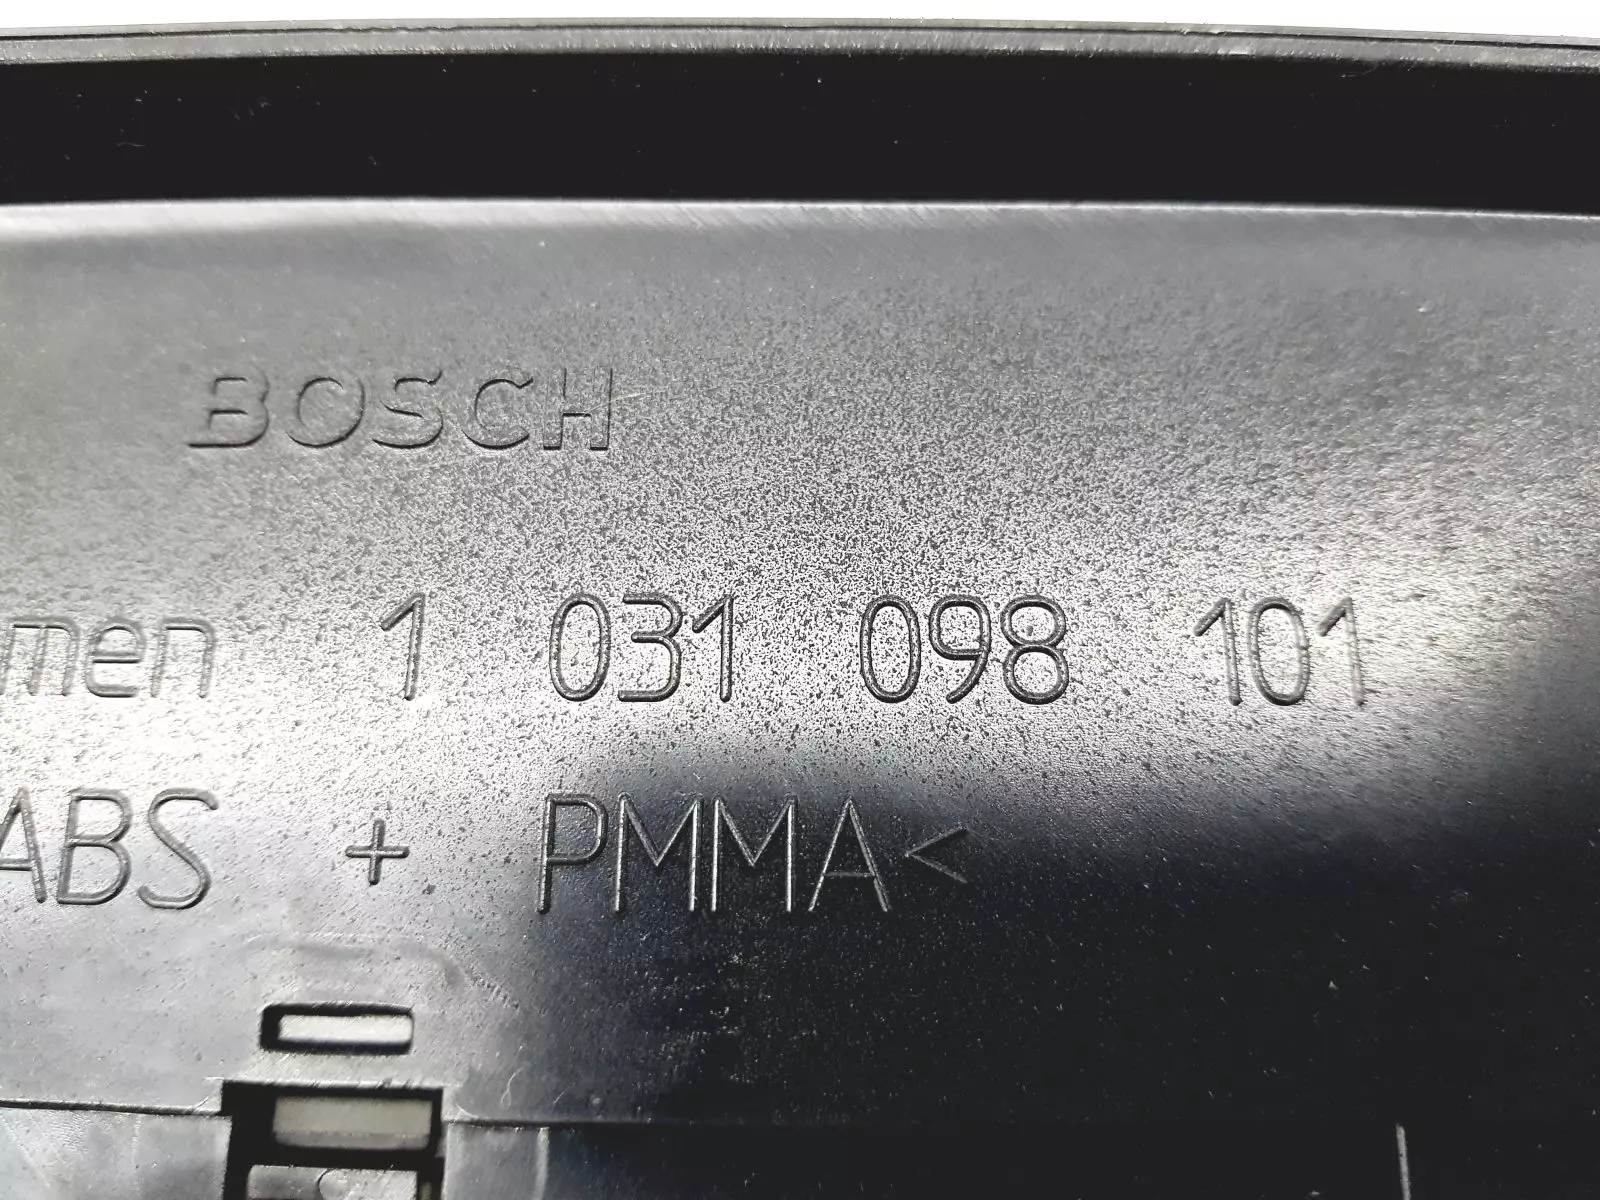 BOSCH
men 1 031 098 101
ABS + PMMA<